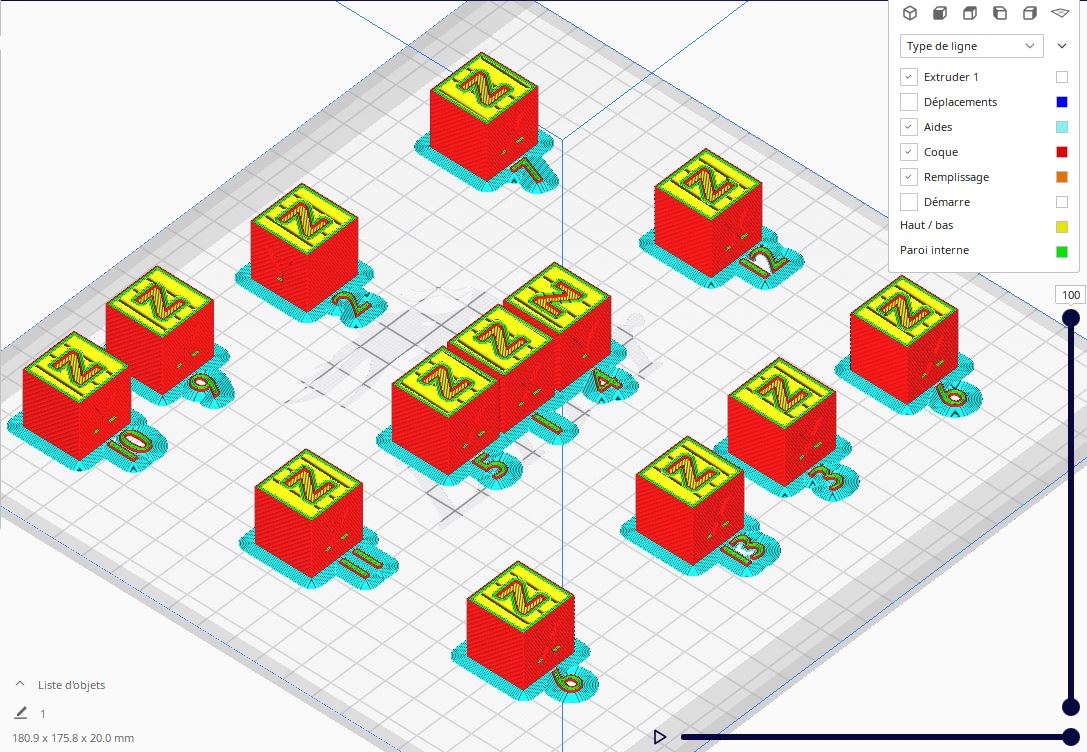 Type de ligne
Extruder 1
Déplacements
Aides
Coque
Remplissage
Démarre
Haut / bas
Paroi interne
100
Z
7
Z
12
Z
2
Z
9
Z
4
Z
1
Z
5
Z
6
Z
3
Z
10
Z
11
Z
13
Z
6
Liste d'objets
1
180.9 x 175.8 x 20.0 mm